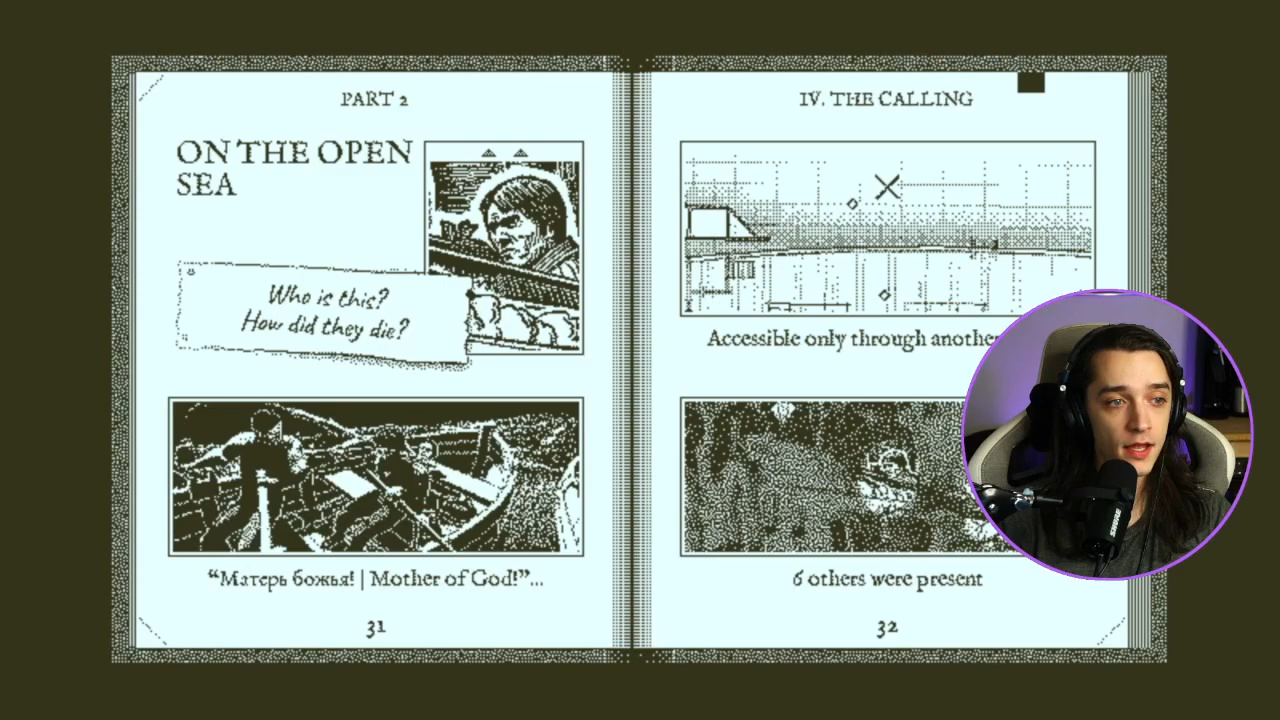 PART 2
ON THE OPEN
SEA
Who is this?
How did they die?
“Матерь божья! | Mother of God!”...
31
IV. THE CALLING
Accessible only through another
6 others were present
32